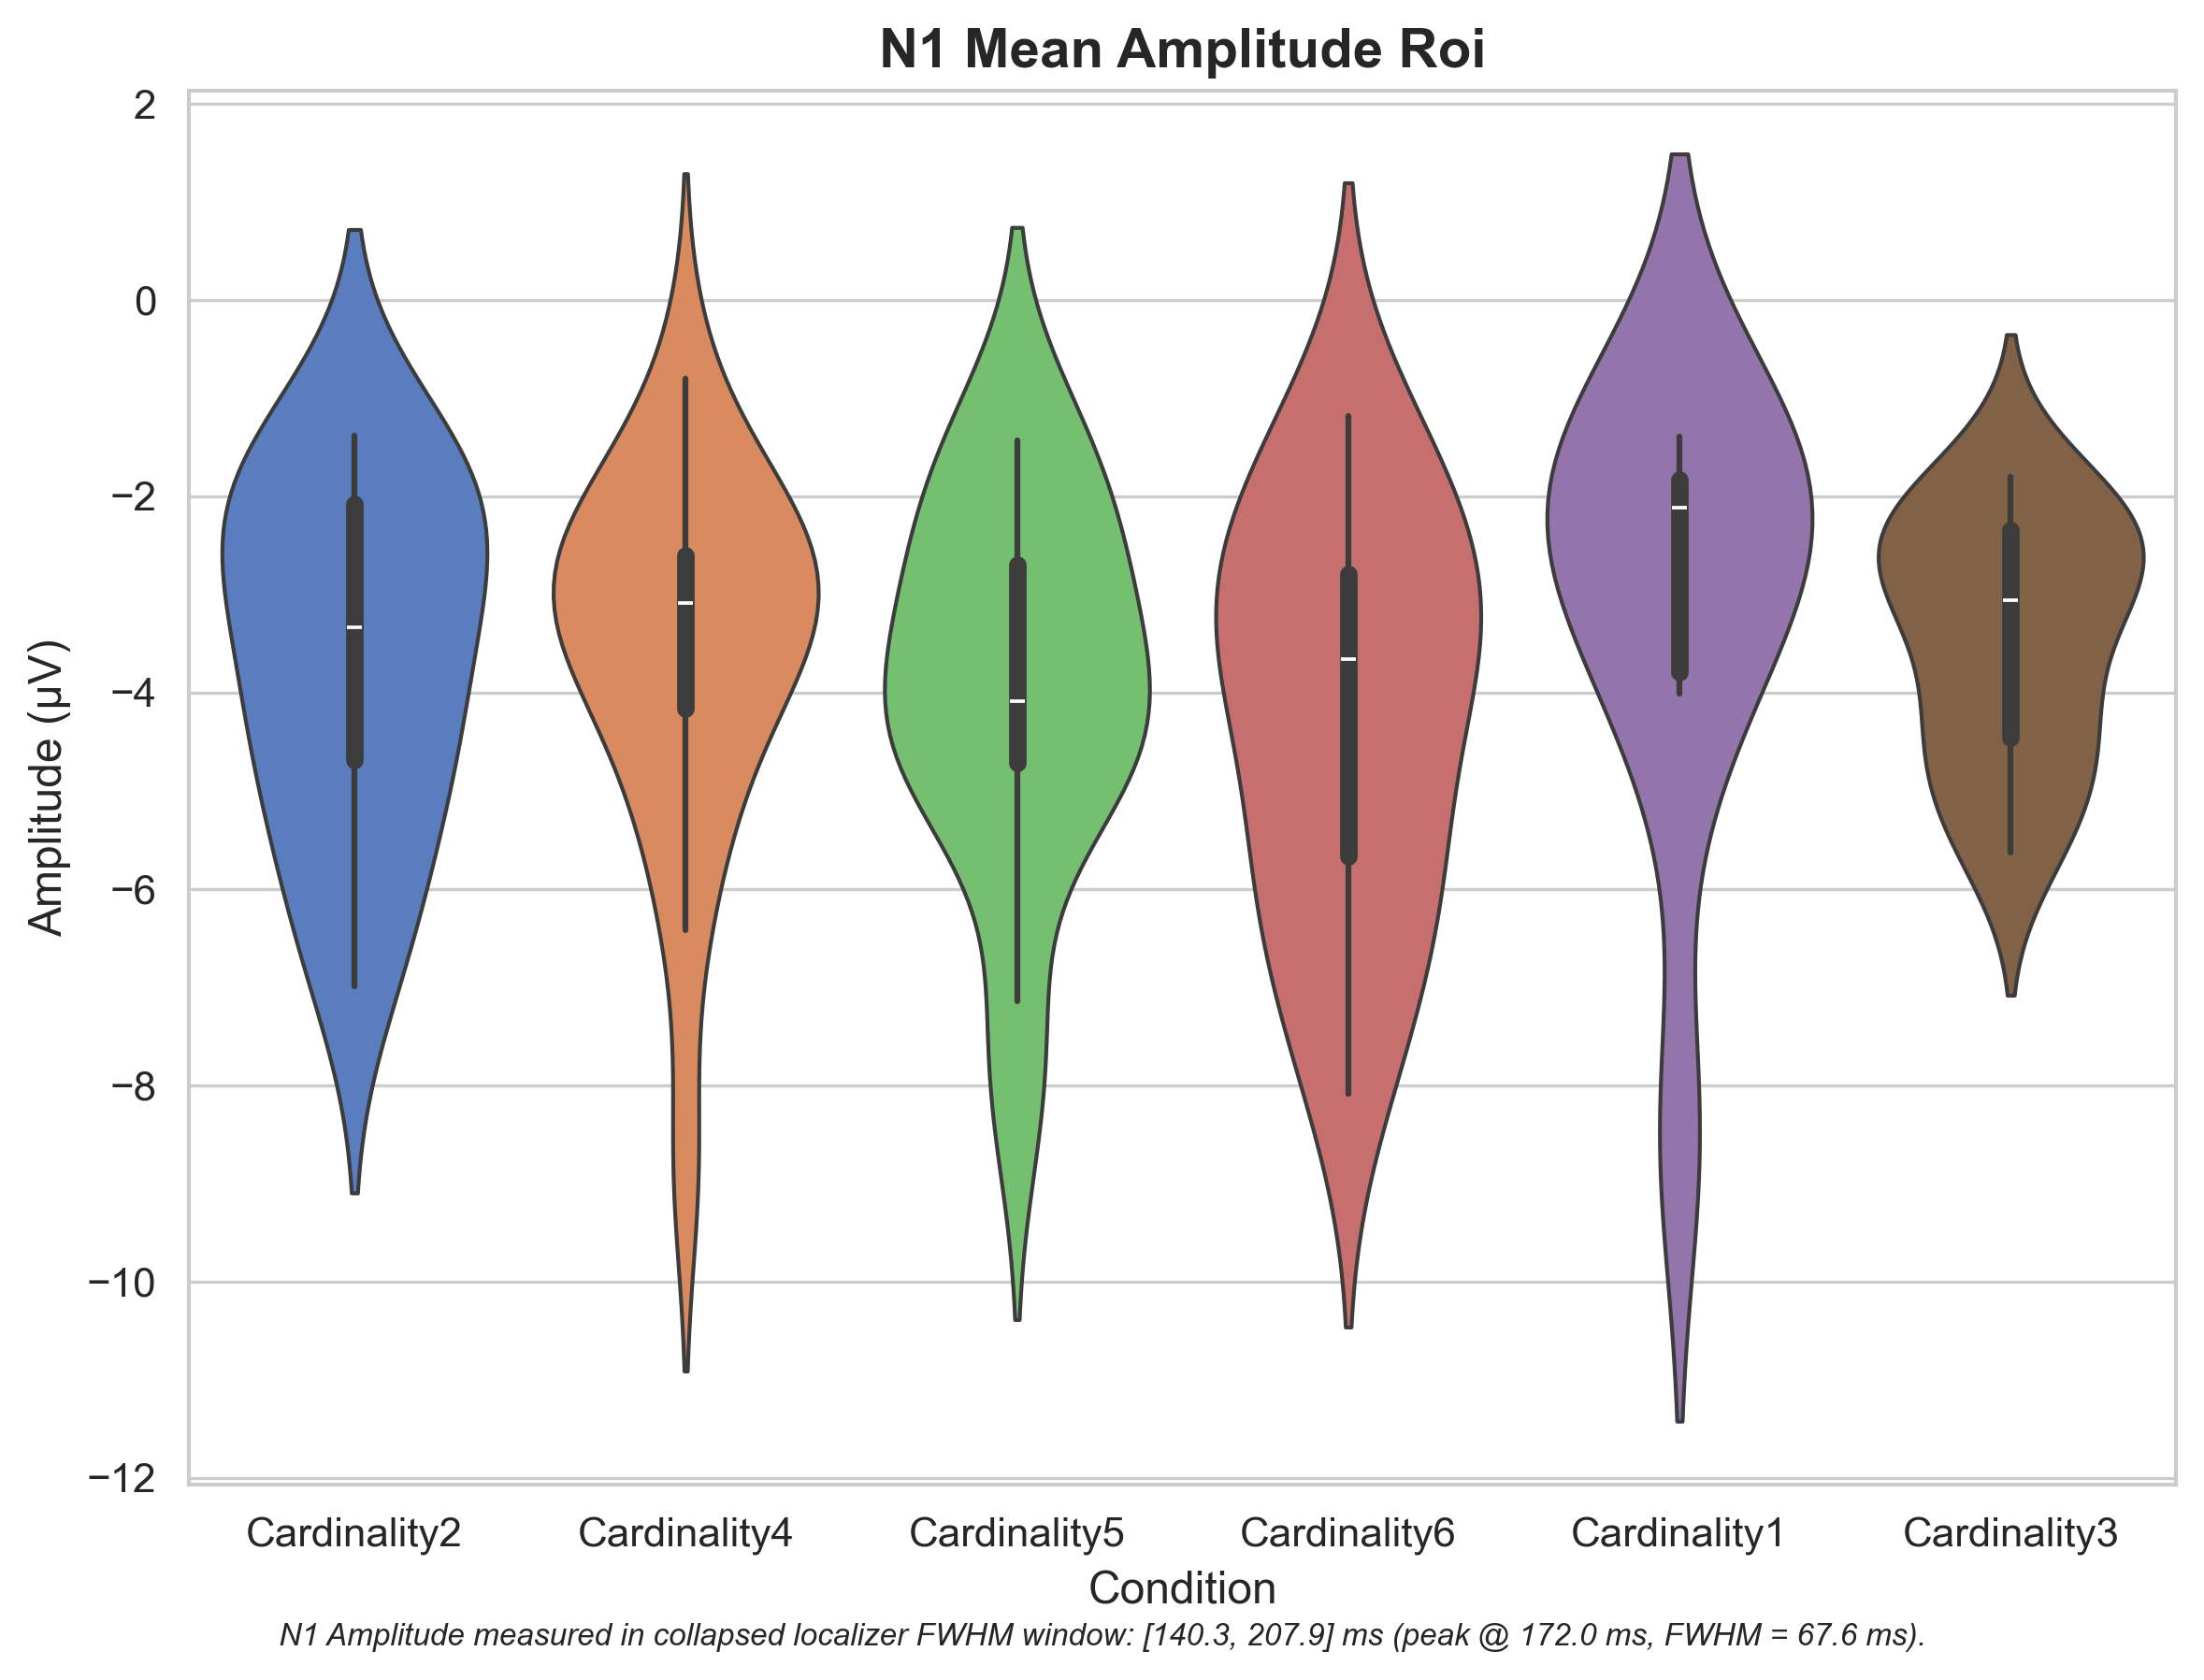 N1 Mean Amplitude Roi
2
0
−2
−4
−6
−8
−10
−12
Amplitude (µV)
Cardinality2 Cardinality4 Cardinality5 Cardinality6 Cardinality1 Cardinality3
Condition
N1 Amplitude measured in collapsed localizer FWHM window: [140.3, 207.9] ms (peak @ 172.0 ms, FWHM = 67.6 ms).